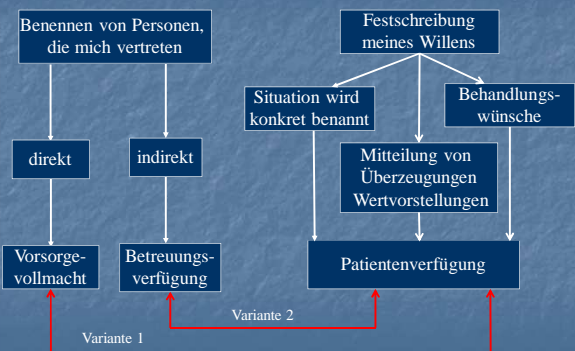 Benennen von Personen,
die mich vertreten
Festschreibung
meines Willens
Situation wird
konkret benannt
Behandlungs-
wünsche
direkt
indirekt
Mitteilung von
Überzeugungen
Wertvorstellungen
Vorsorge-
vollmacht
Betreuungs-
verfügung
Patientenverfügung
Variante 2
Variante 1